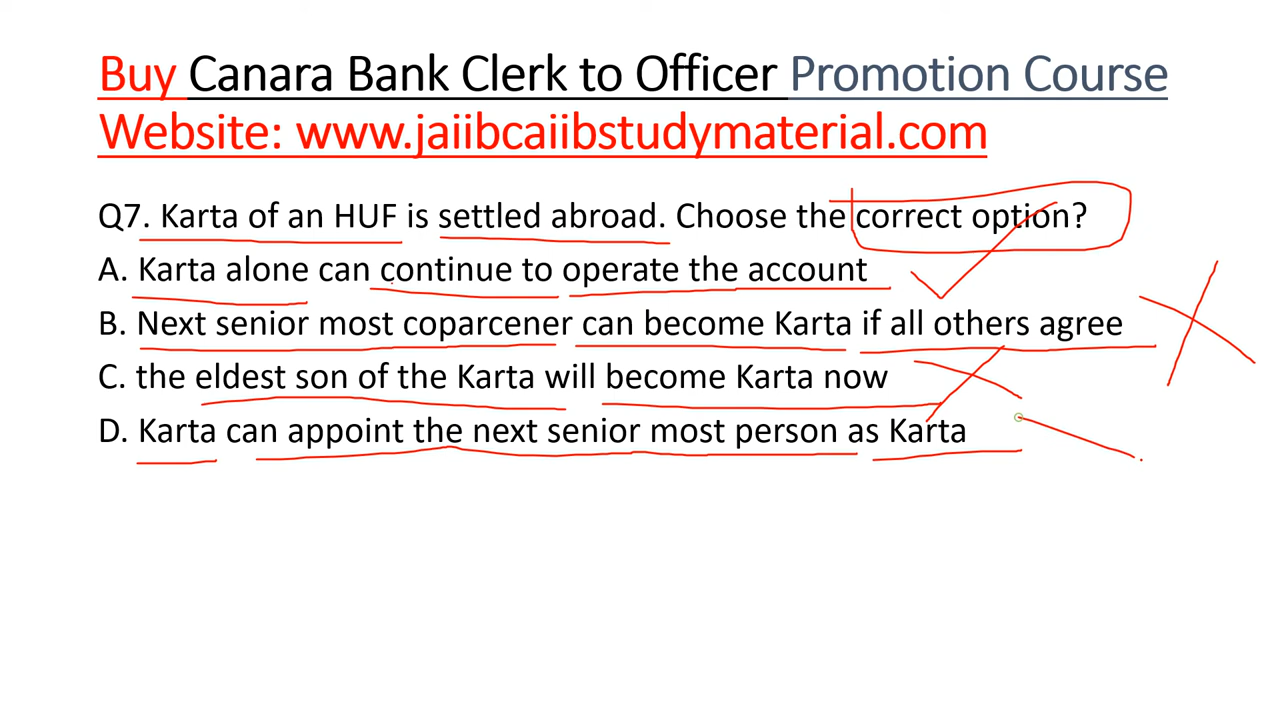 Buy Canara Bank Clerk to Officer Promotion Course
Website: www.jaiibcaiibstudymaterial.com
Q7. Karta of an HUF is settled abroad. Choose the correct option?
A. Karta alone can continue to operate the account
B. Next senior most coparcener can become Karta if all others agree
C. the eldest son of the Karta will become Karta now
D. Karta can appoint the next senior most person as Karta